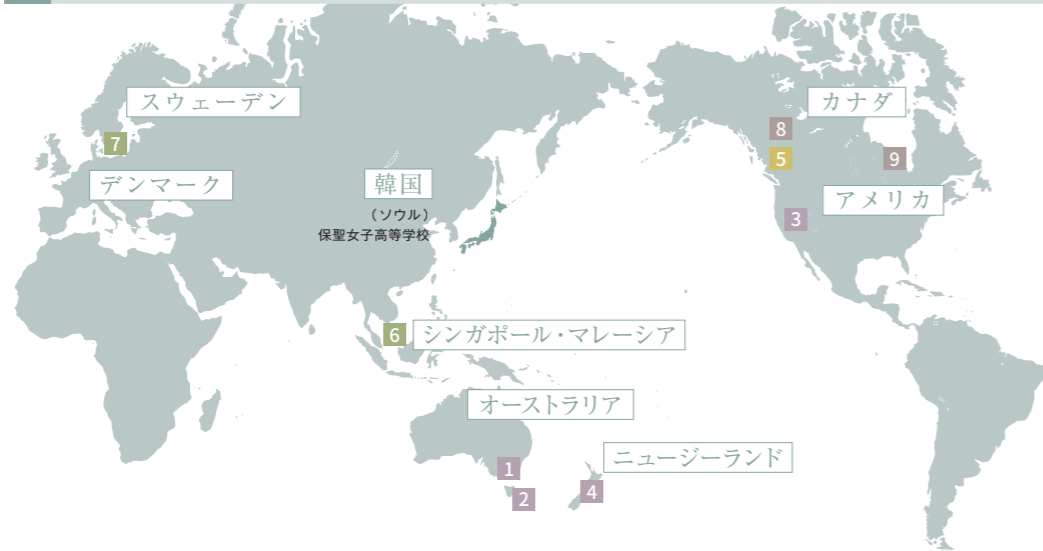 スウェーデン
カナダ
8
7
5
9
デンマーク
韓国
アメリカ
（ソウル）
3
保聖女子高等学校
6
シンガポール・マレーシア
オーストラリア
ニュージーランド
1
4
2